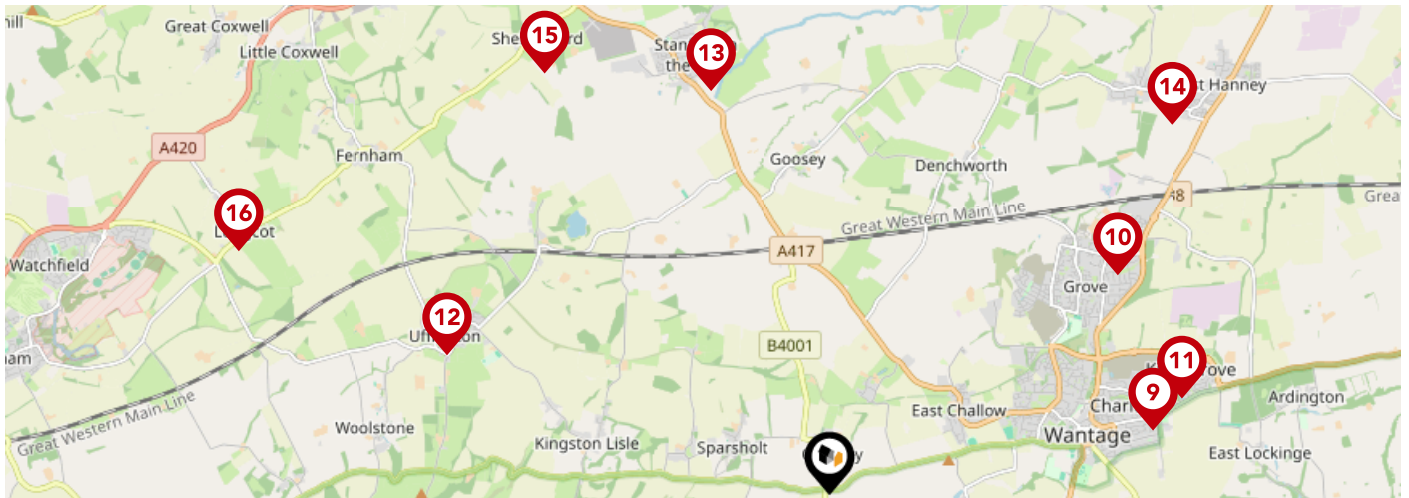 hill
Great Coxwell
Little Coxwell
15
13
the
14
Hanney
A420
Fernham
Goosey
Denchworth
16
Great Western Main Line
10
A417
Watchfield
Grove
12
B4001
11
9
Ardington
Woolstone
East Challow
Great Western Main Line
Kingston Lisle
Sparsholt
Wantage
East Lockinge